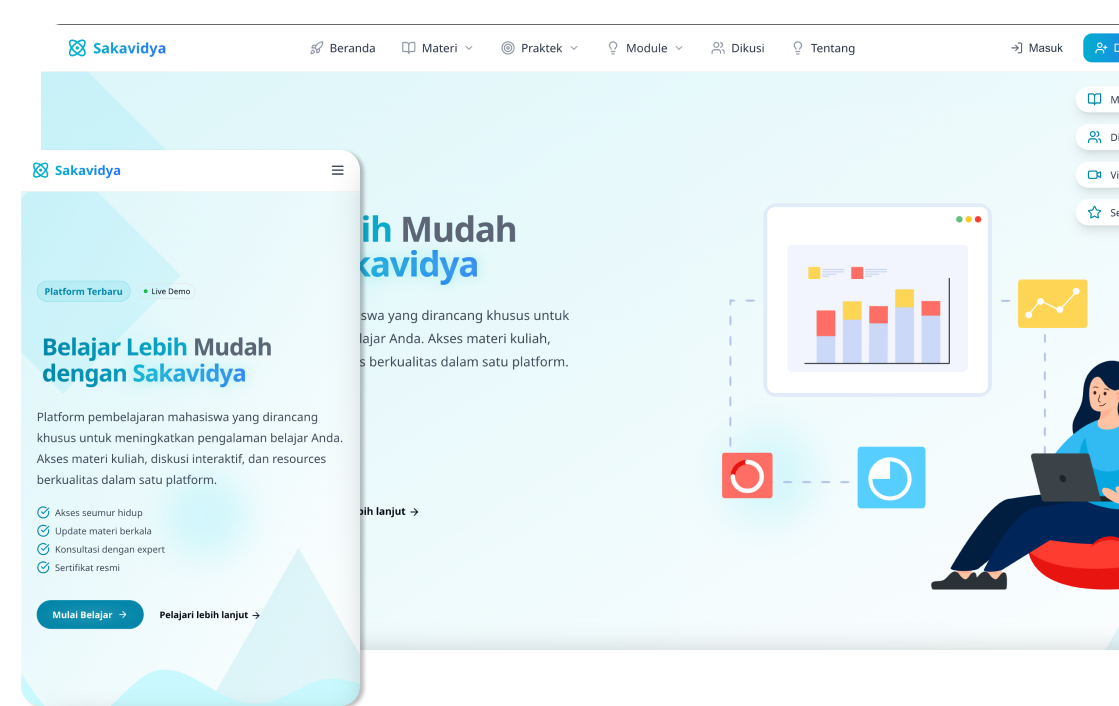 Sakavidya
Beranda
Materi
Praktek
Module
Dikusi
Tentang
Masuk
D
M
Di
Vi
Se
ih Mudah
kavidya
swa yang dirancang khusus untuk
lajar Anda. Akses materi kuliah,
s berkualitas dalam satu platform.
bih lanjut →
Sakavidya
Platform Terbaru
Live Demo
Belajar Lebih Mudah
dengan Sakavidya
Platform pembelajaran mahasiswa yang dirancang
khusus untuk meningkatkan pengalaman belajar Anda.
Akses materi kuliah, diskusi interaktif, dan resources
berkualitas dalam satu platform.
Akses seumur hidup
Update materi berkala
Konsultasi dengan expert
Sertifikat resmi
Mulai Belajar →
Pelajari lebih lanjut →